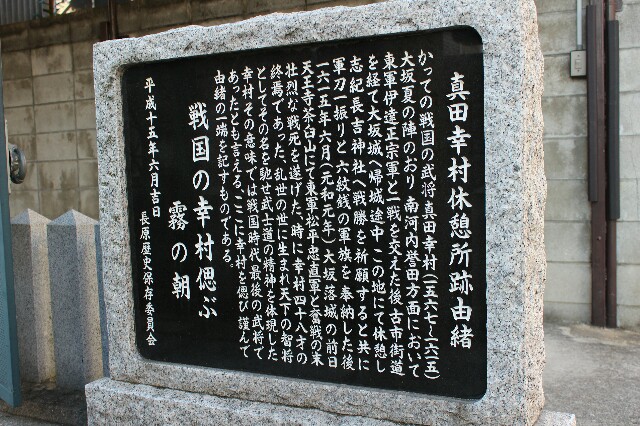 真田幸村休憩所跡由緒
かっての戦国の武将真田幸村(一五六七〜一六一五)
大坂夏の陣のおり 南河内誉田方面において
東軍伊達正宗軍と一戦を交えた後古市街道
を経て大坂城へ帰城途中 この地にて休憩し
志紀長吉神社へ戦勝を祈願すると共に
軍刀一振りと六紋銭の軍旗を奉納した後
一六一五年六月(元和元年)大坂落城の前日
天王寺茶臼山にて東軍松平忠直軍と奮戦の末
壮烈な戦死を遂げた、時に幸村四十八才の
終焉であった、乱世の世に生まれ天下の智将
としてその名を馳せ武士道の精神を体現した
幸村その意味では戦国時代最後の武将で
あったとも言える、ここに幸村を偲び謹んで
由緒の一端を記すものである。
戦国の幸村偲ぶ
霧の朝
平成十五年六月吉日
長原歴史保存委員会